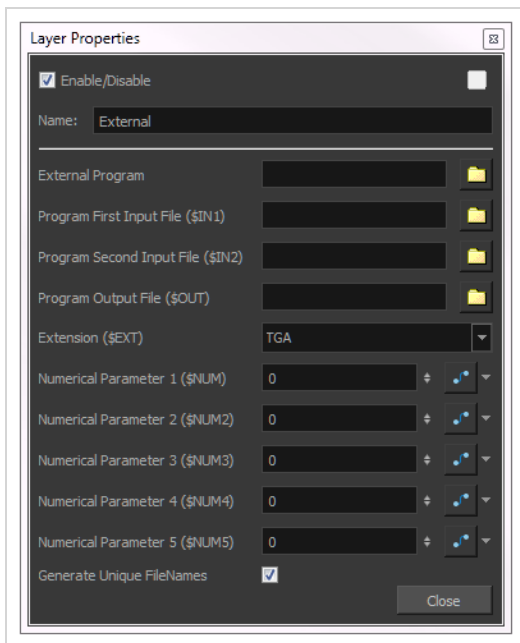 Layer Properties
Enable/Disable
Name: External
External Program
Program First Input File ($IN1)
Program Second Input File ($IN2)
Program Output File ($OUT)
Extension ($EXT) TGA
Numerical Parameter 1 ($NUM) 0
Numerical Parameter 2 ($NUM2) 0
Numerical Parameter 3 ($NUM3) 0
Numerical Parameter 4 ($NUM4) 0
Numerical Parameter 5 ($NUM5) 0
Generate Unique FileNames
Close